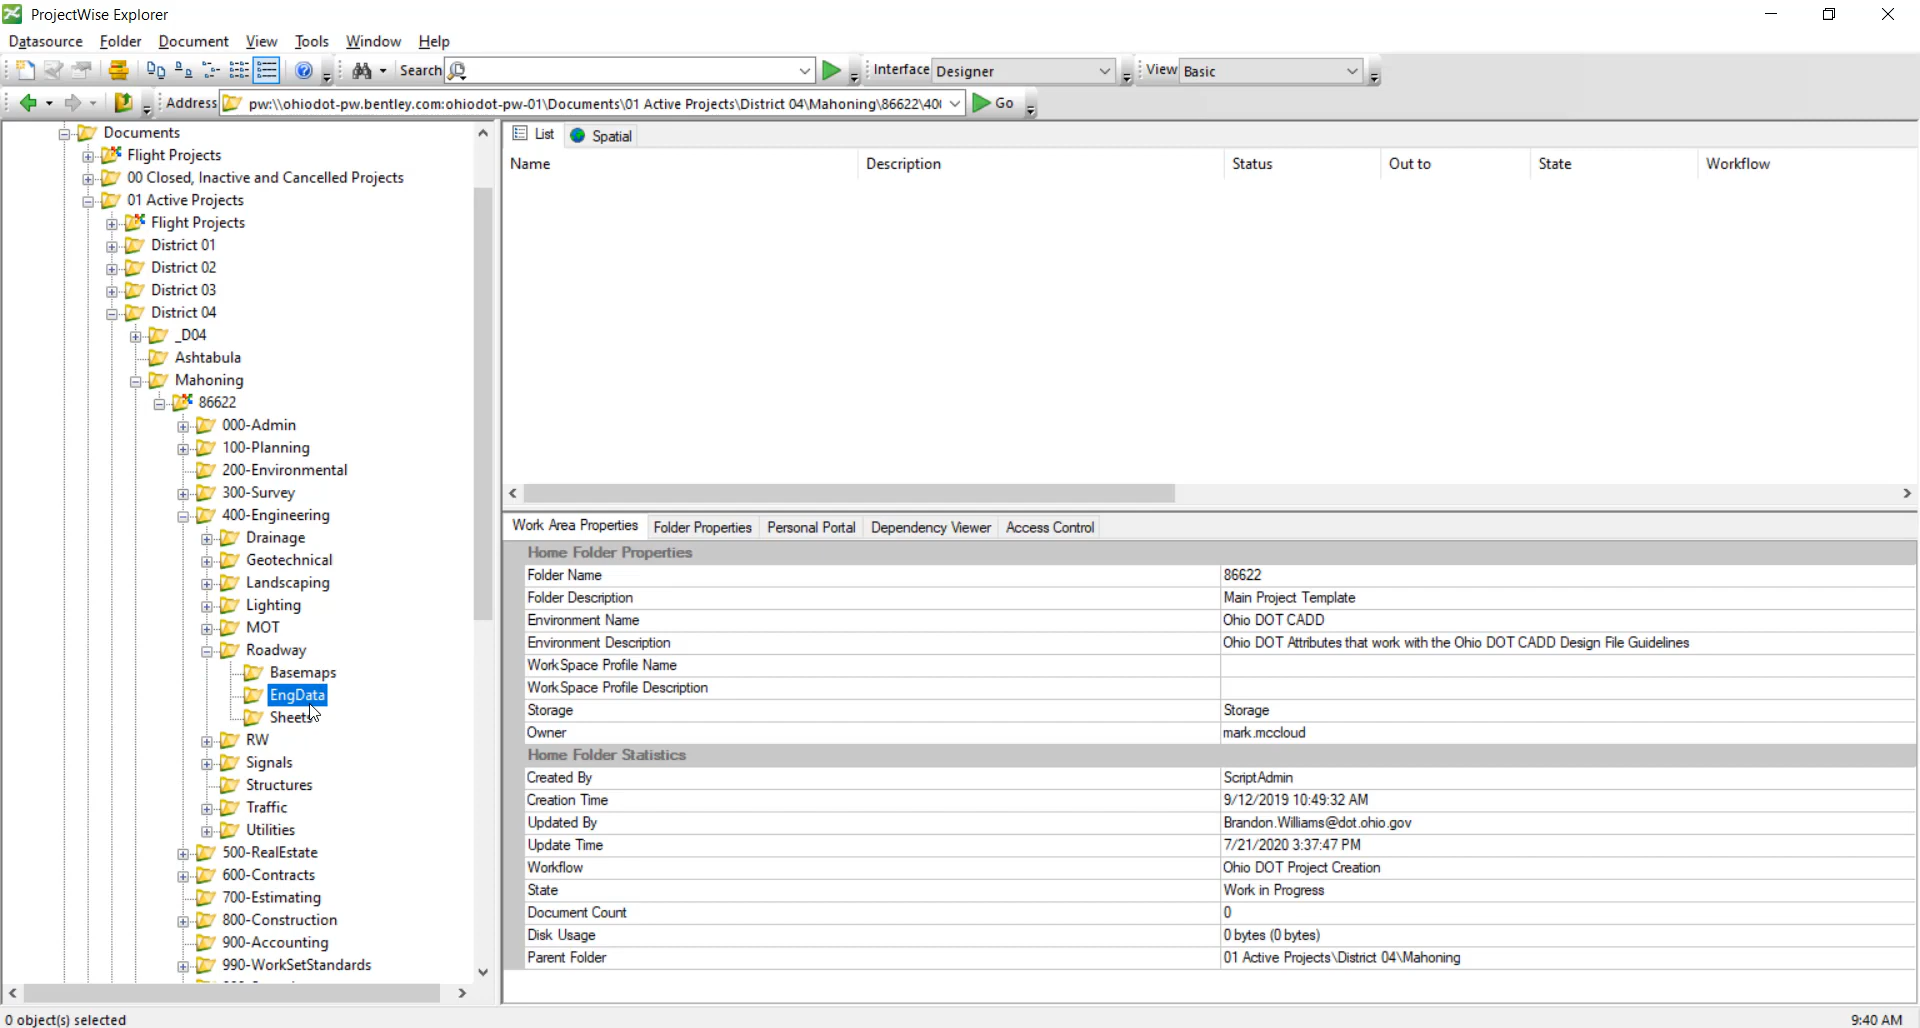 ProjectWise Explorer
Datasource Folder Document View Tools Window Help
Search Interface Designer View Basic
Address pw:\\ohiodot-pw.bentley.com:ohiodot-pw-01\Documents\01 Active Projects\District 04\Mahoning\86622\40 Go
Documents
Flight Projects
00 Closed, Inactive and Cancelled Projects
01 Active Projects
Flight Projects
District 01
District 02
District 03
District 04
_D04
Ashtabula
Mahoning
86622
000-Admin
100-Planning
200-Environmental
300-Survey
400-Engineering
Drainage
Geotechnical
Landscaping
Lighting
MOT
Roadway
Basemaps
EngData
Sheets
RW
Signals
Structures
Traffic
Utilities
500-RealEstate
600-Contracts
700-Estimating
800-Construction
900-Accounting
990-WorkSetStandards
List Spatial
Name Description Status Out to State Workflow
Work Area Properties Folder Properties Personal Portal Dependency Viewer Access Control
Home Folder Properties
Folder Name 86622
Folder Description Main Project Template
Environment Name Ohio DOT CADD
Environment Description Ohio DOT Attributes that work with the Ohio DOT CADD Design File Guidelines
WorkSpace Profile Name
WorkSpace Profile Description
Storage Storage
Owner mark.mccloud
Home Folder Statistics
Created By ScriptAdmin
Creation Time 9/12/2019 10:49:32 AM
Updated By Brandon.Williams@dot.ohio.gov
Update Time 7/21/2020 3:37:47 PM
Workflow Ohio DOT Project Creation
State Work in Progress
Document Count 0
Disk Usage 0 bytes (0 bytes)
Parent Folder 01 Active Projects\District 04\Mahoning
0 object(s) selected 9:40 AM